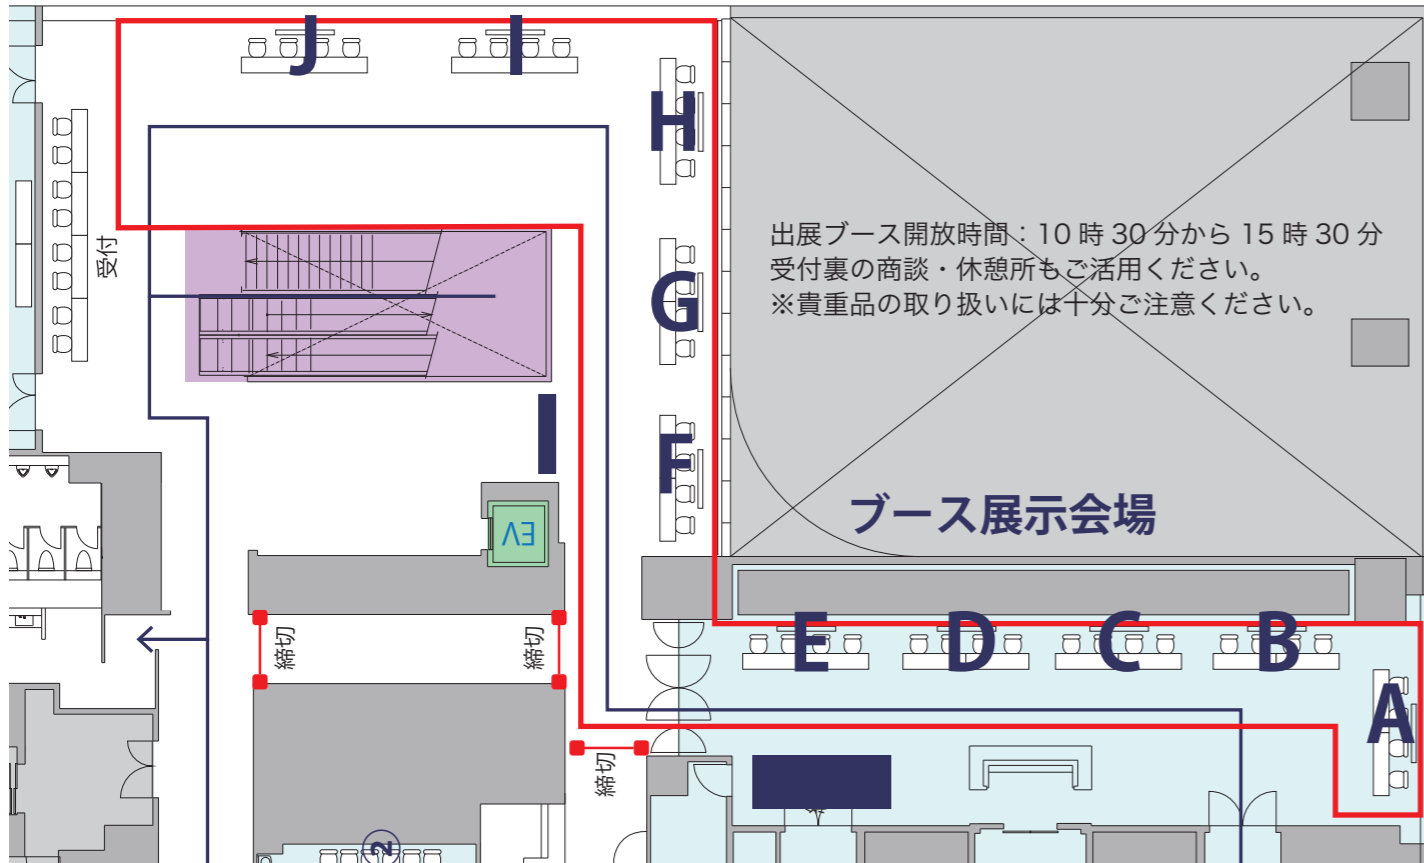 J
I
H
出展ブース開放時間：10 時 30 分から 15 時 30 分
受付裏の商談・休憩所もご活用ください。
※貴重品の取り扱いには十分ご注意ください。
受付
G
F
ブース展示会場
EV
締切
締切
E
D
C
B
A
締切
②